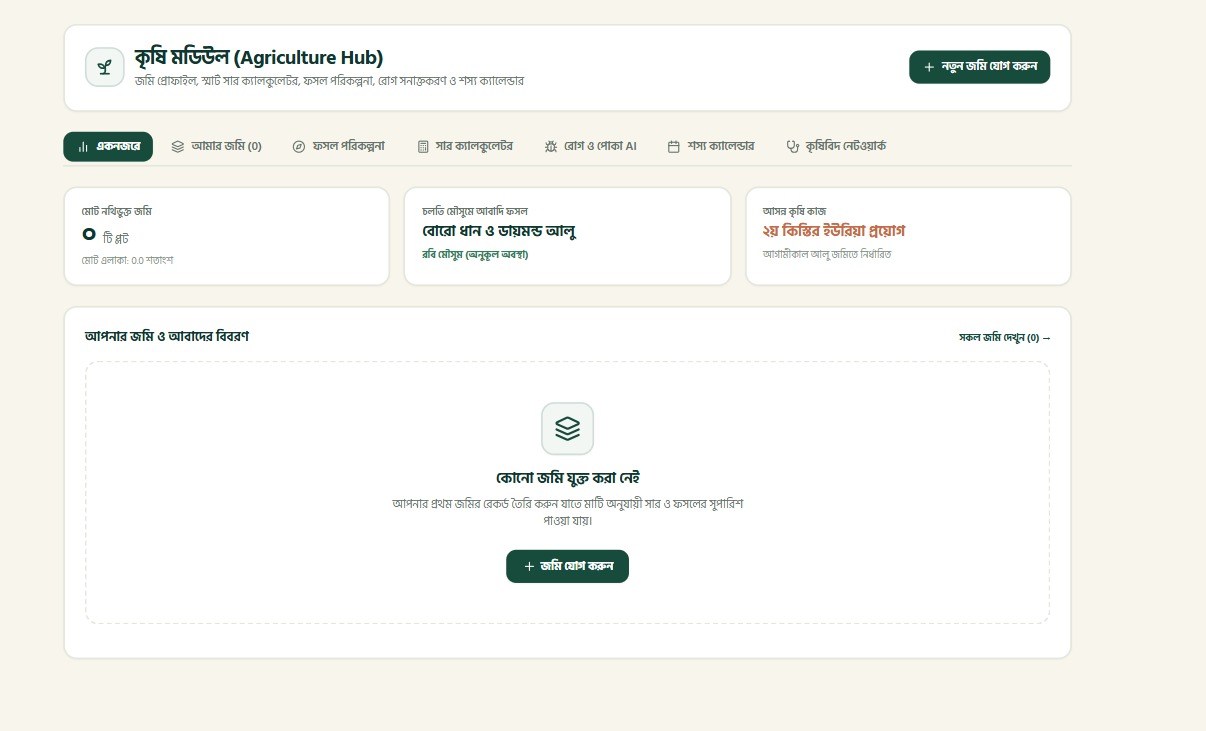 কৃষি মডিউল (Agriculture Hub)
জমি প্রোফাইল, স্মার্ট সার ক্যালকুলেটর, ফসল পরিকল্পনা, রোগ সনাক্তকরণ ও শস্য ক্যালেন্ডার
+ নতুন জমি যোগ করুন
একনজরে
আমার জমি (0)
ফসল পরিকল্পনা
সার ক্যালকুলেটর
রোগ ও পোকা AI
শস্য ক্যালেন্ডার
কৃষিবিদ নেটওয়ার্ক
মোট নথিভুক্ত জমি
0 টি প্লট
মোট এলাকা: 0.0 শতাংশ
চলতি মৌসুমে আবাদি ফসল
বোরো ধান ও ডায়মন্ড আলু
রবি মৌসুম (অনুকূল অবস্থা)
আসন্ন কৃষি কাজ
২য় কিস্তির ইউরিয়া প্রয়োগ
আগামীকাল আলু জমিতে নির্ধারিত
আপনার জমি ও আবাদের বিবরণ
সকল জমি দেখুন (0) →
কোনো জমি যুক্ত করা নেই
আপনার প্রথম জমির রেকর্ড তৈরি করুন যাতে মাটি অনুযায়ী সার ও ফসলের সুপারিশ
পাওয়া যায়।
+ জমি যোগ করুন